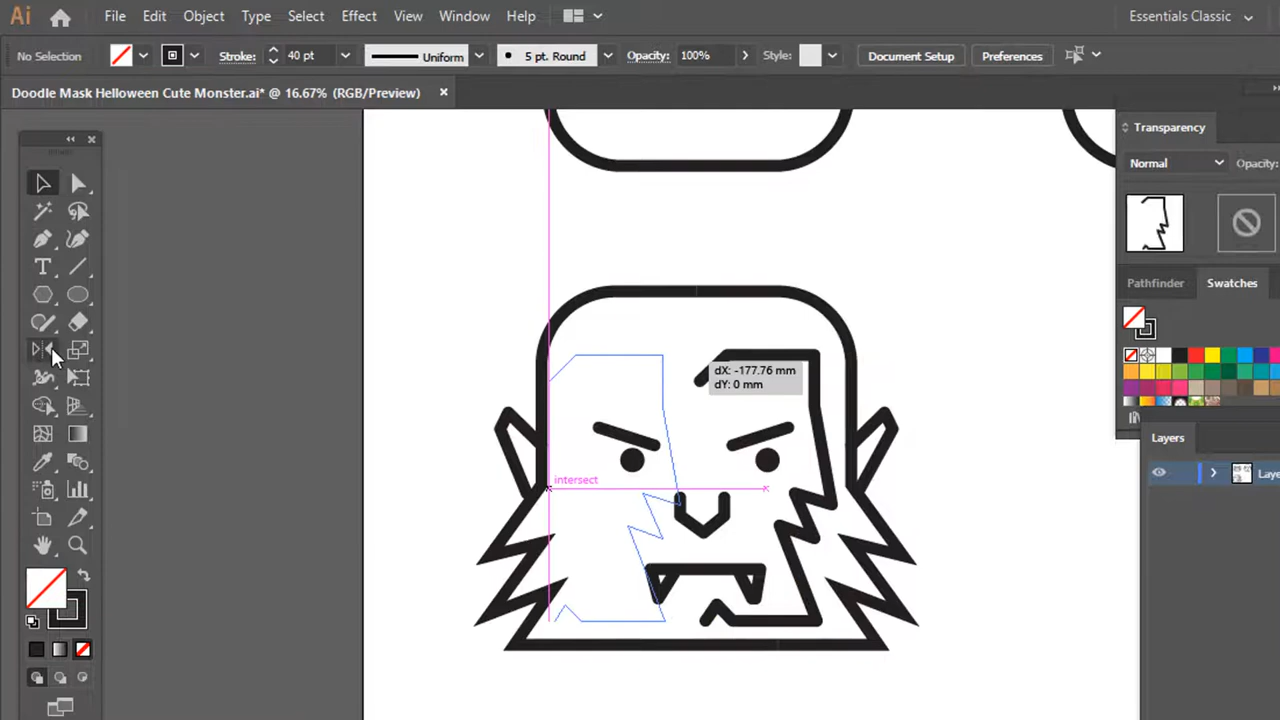 Ai File Edit Object Type Select Effect View Window Help Essentials Classic
No Selection Stroke: 40 pt Uniform 5 pt. Round Opacity: 100% Style: Document Setup Preferences
Doodle Mask Helloween Cute Monster.ai* @ 16.67% (RGB/Preview)
Transparency
Normal Opacity:
Pathfinder Swatches
dX: -177.76 mm
dY: 0 mm
intersect
Layers
Laye